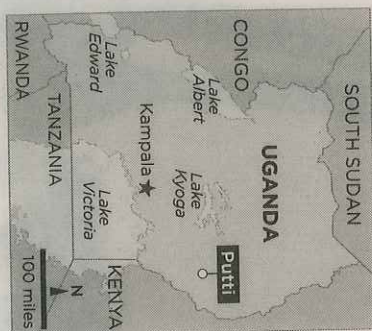 SOUTH SUDAN
CONGO
UGANDA
Lake
Albert
Lake
Kyoga
Putti
Kampala
Lake
Edward
Lake
Victoria
KENYA
TANZANIA
RWANDA
N
100 miles